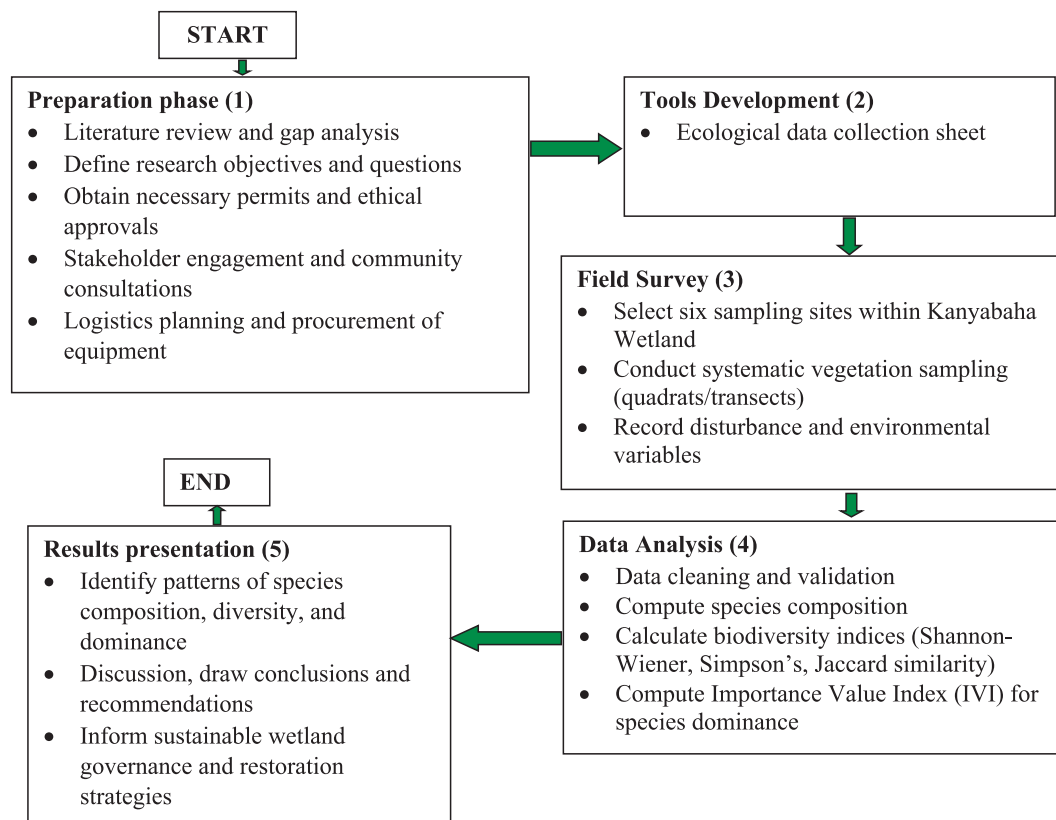 START
Preparation phase (1)
• Literature review and gap analysis
• Define research objectives and questions
• Obtain necessary permits and ethical
approvals
• Stakeholder engagement and community
consultations
• Logistics planning and procurement of
equipment
Tools Development (2)
• Ecological data collection sheet
Field Survey (3)
• Select six sampling sites within Kanyabaha
Wetland
• Conduct systematic vegetation sampling
(quadrats/transects)
• Record disturbance and environmental
variables
Data Analysis (4)
• Data cleaning and validation
• Compute species composition
• Calculate biodiversity indices (Shannon-
Wiener, Simpson’s, Jaccard similarity)
• Compute Importance Value Index (IVI) for
species dominance
Results presentation (5)
• Identify patterns of species
composition, diversity, and
dominance
• Discussion, draw conclusions and
recommendations
• Inform sustainable wetland
governance and restoration
strategies
END